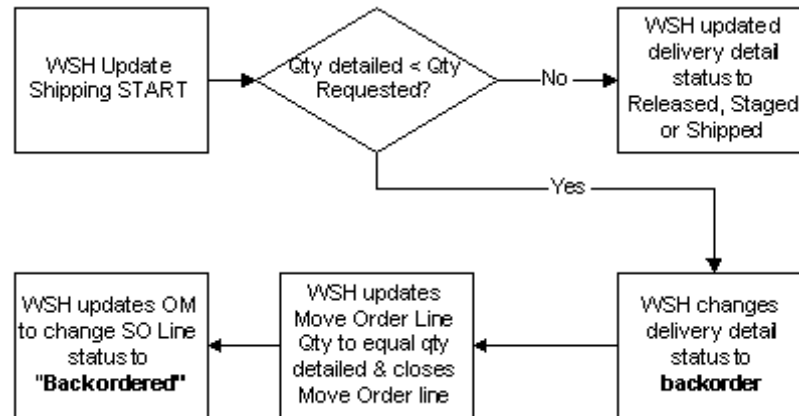 WSH Update
Shipping START
Qty detailed < Qty
Requested?
No
WSH updated
delivery detail
status to
Released, Staged
or Shipped
Yes
WSH updates OM
to change SO Line
status to
"Backordered"
WSH updates
Move Order Line
Qty to equal qty
detailed & closes
Move Order line
WSH changes
delivery detail
status to
backorder